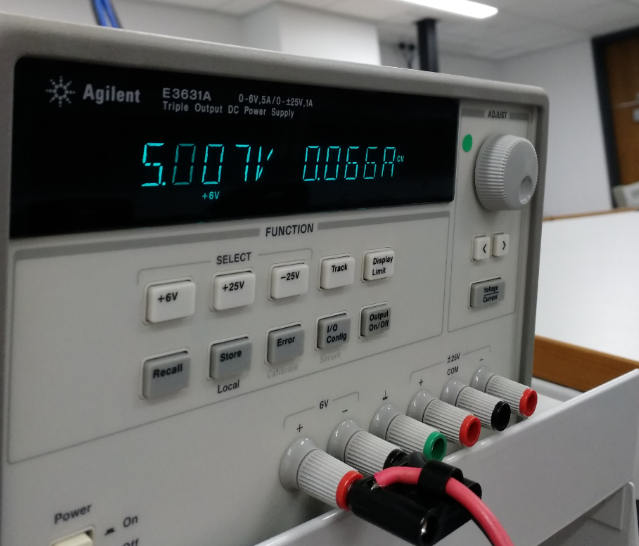 Agilent E3631A 0-6V,5A/0-±25V,1A
Triple Output DC Power Supply
ADJUST
5.007V 0.066A
+6V
FUNCTION
SELECT
+6V +25V -25V Track Display Limit
Voltage Current
Recall Store Error I/O Config Output On/Off
Local Calibrate Secure
±25V
6V COM
+ - + -
Power
On
Off